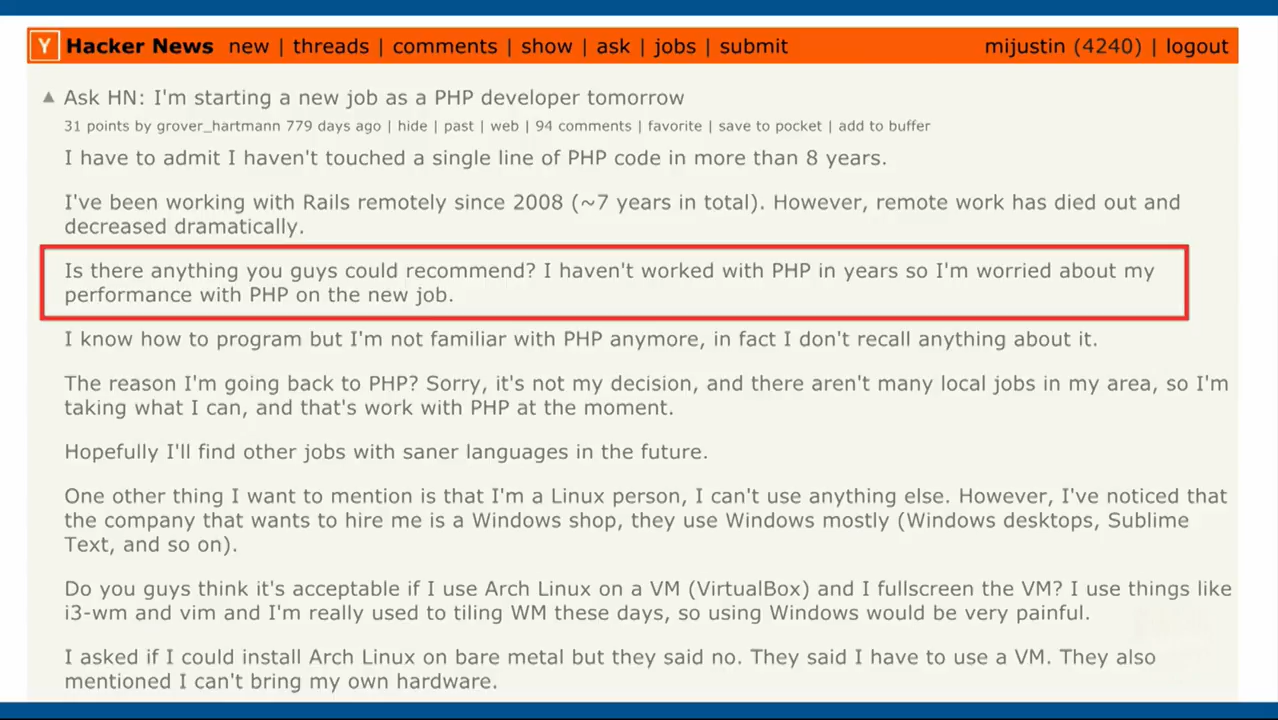 Y Hacker News new | threads | comments | show | ask | jobs | submit mijustin (4240) | logout
▲ Ask HN: I'm starting a new job as a PHP developer tomorrow
31 points by grover_hartmann 779 days ago | hide | past | web | 94 comments | favorite | save to pocket | add to buffer
I have to admit I haven't touched a single line of PHP code in more than 8 years.
I've been working with Rails remotely since 2008 (~7 years in total). However, remote work has died out and
decreased dramatically.
Is there anything you guys could recommend? I haven't worked with PHP in years so I'm worried about my
performance with PHP on the new job.
I know how to program but I'm not familiar with PHP anymore, in fact I don't recall anything about it.
The reason I'm going back to PHP? Sorry, it's not my decision, and there aren't many local jobs in my area, so I'm
taking what I can, and that's work with PHP at the moment.
Hopefully I'll find other jobs with saner languages in the future.
One other thing I want to mention is that I'm a Linux person, I can't use anything else. However, I've noticed that
the company that wants to hire me is a Windows shop, they use Windows mostly (Windows desktops, Sublime
Text, and so on).
Do you guys think it's acceptable if I use Arch Linux on a VM (VirtualBox) and I fullscreen the VM? I use things like
i3-wm and vim and I'm really used to tiling WM these days, so using Windows would be very painful.
I asked if I could install Arch Linux on bare metal but they said no. They said I have to use a VM. They also
mentioned I can't bring my own hardware.